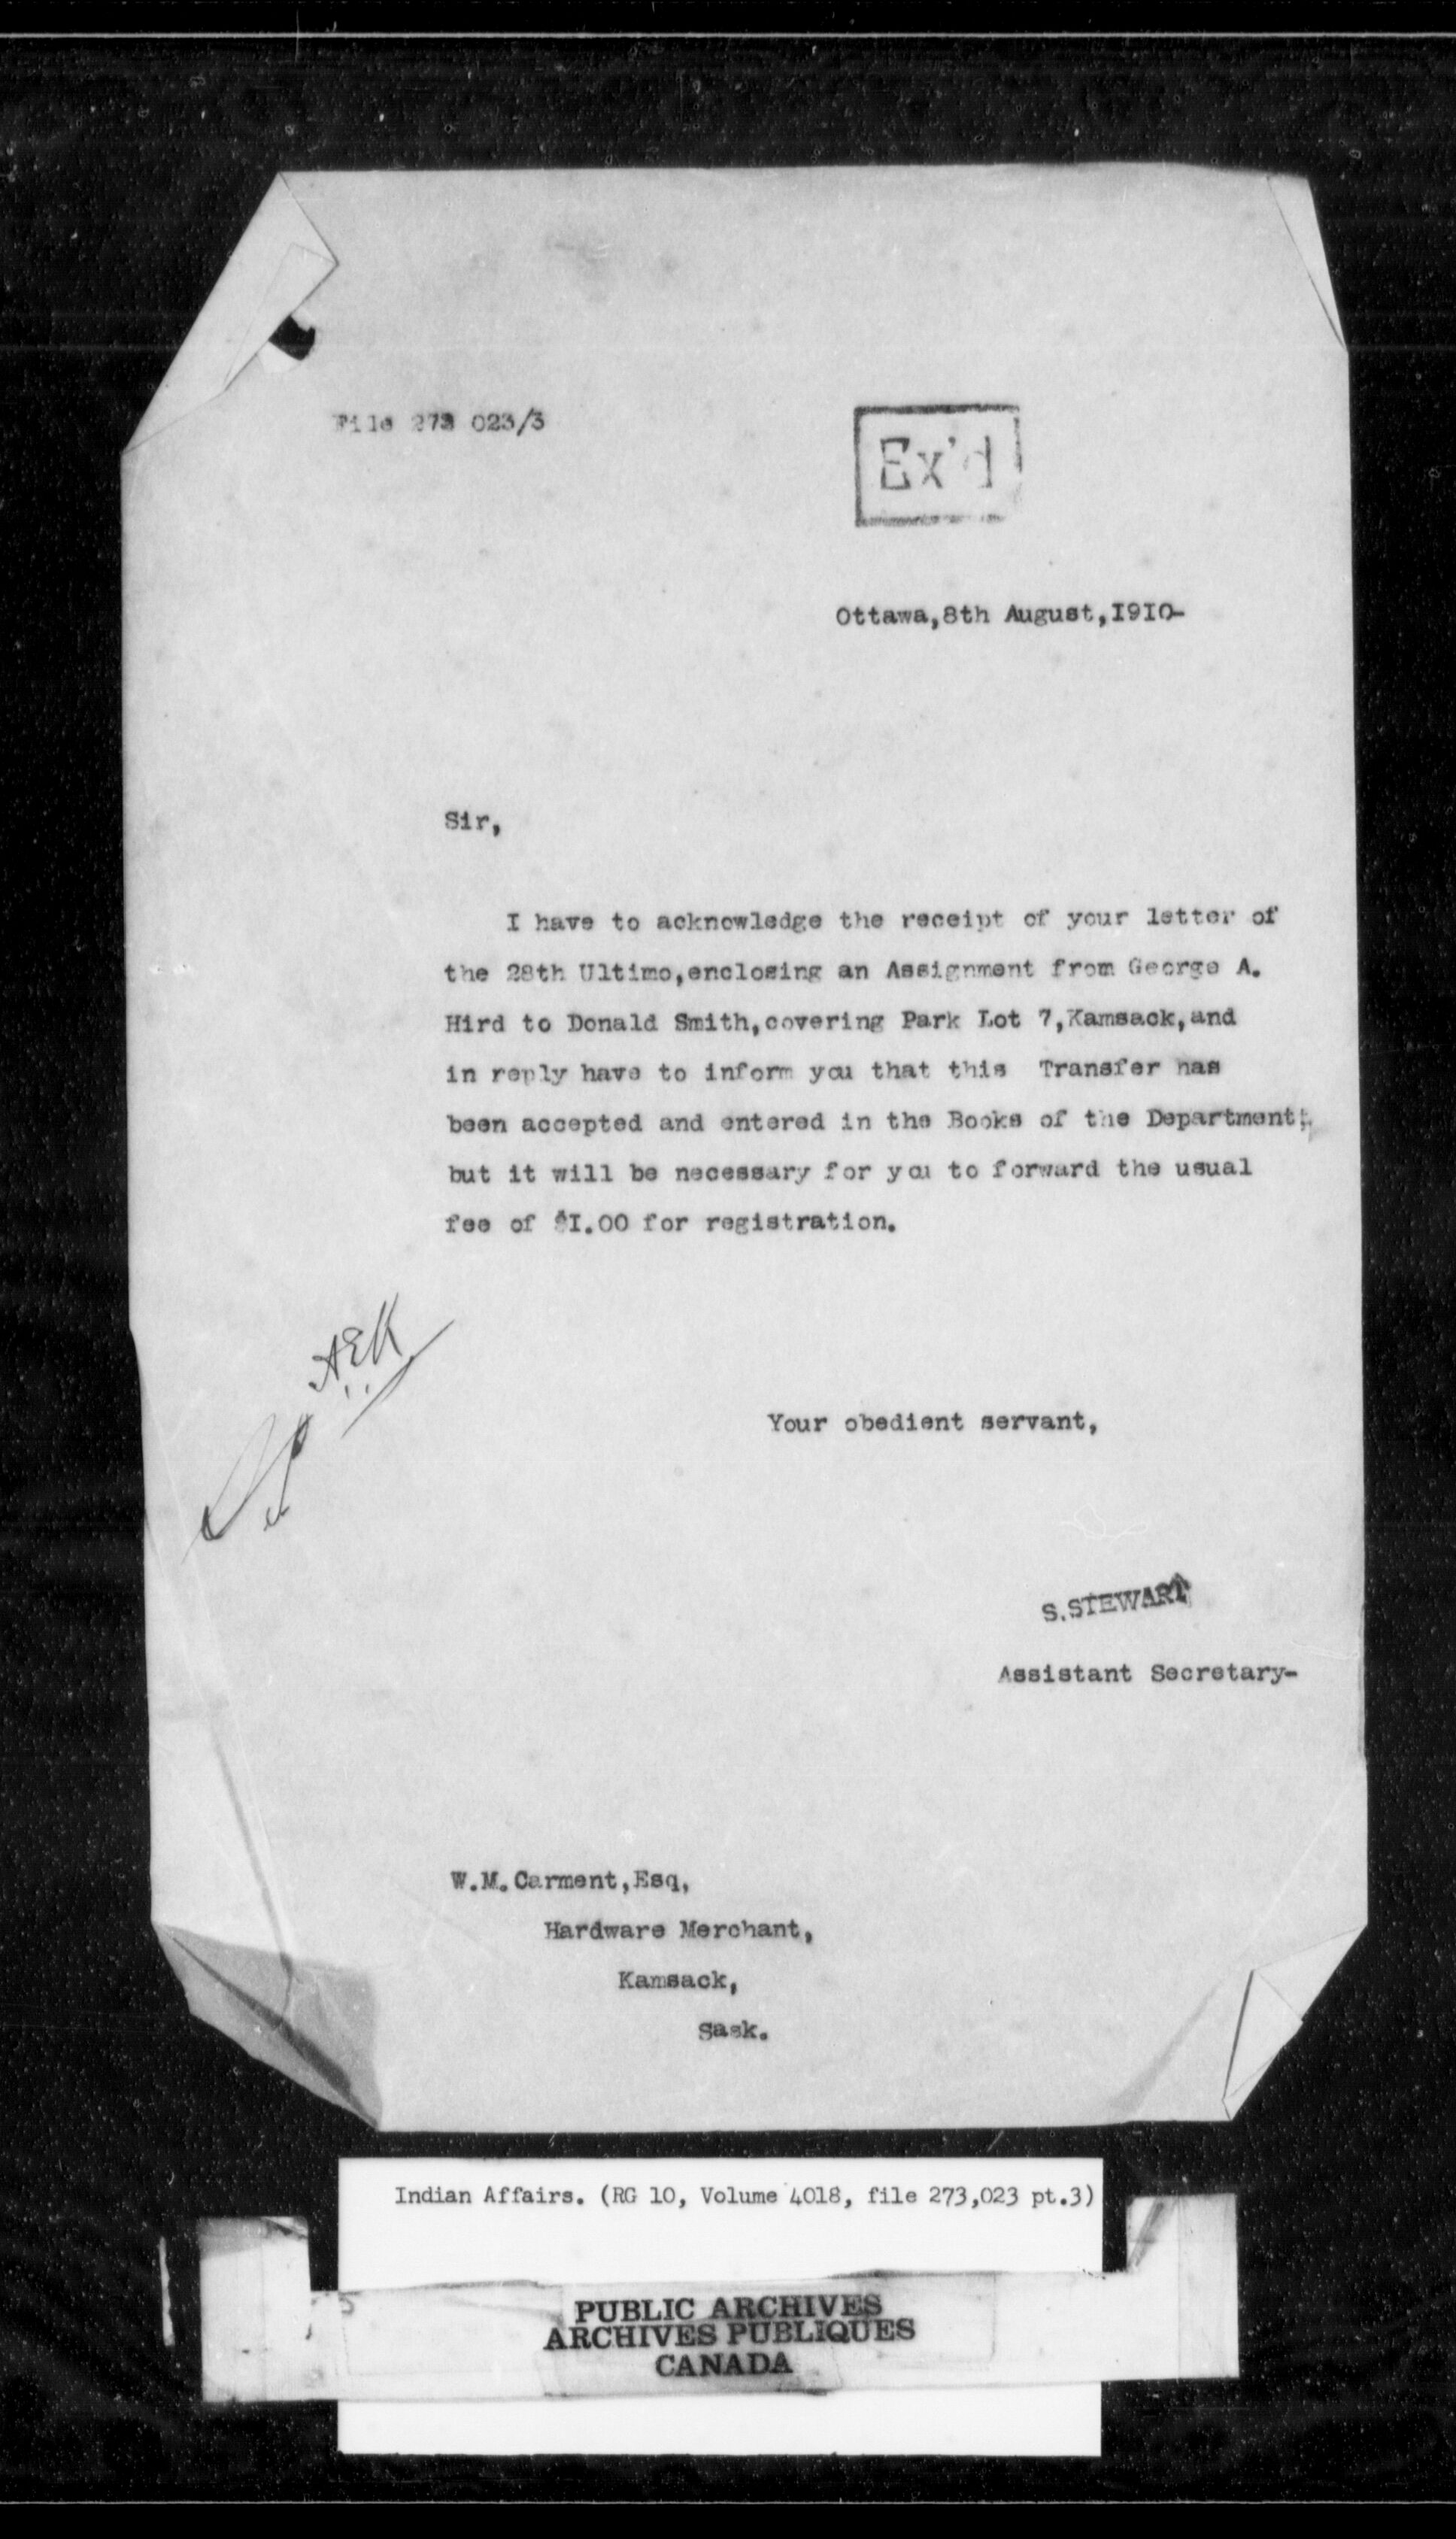 File 273 023/3
Ex'd
Ottawa,8th August,I9I0-
Sir,
I have to acknowledge the receipt of your letter of
the 28th Ultimo,enclosing an Assignment from George A.
Hird to Donald Smith,covering Park Lot 7,Kamsack,and
in reply have to inform you that this Transfer has
been accepted and entered in the Books of the Department;
but it will be necessary for you to forward the usual
fee of $I.00 for registration.
AEK
Your obedient servant,
S.STEWART
Assistant Secretary-
W.M.Carment,Esq,
Hardware Merchant,
Kamsack,
Sask.
Indian Affairs. (RG 10, Volume 4018, file 273,023 pt.3)
PUBLIC ARCHIVES
ARCHIVES PUBLIQUES
CANADA